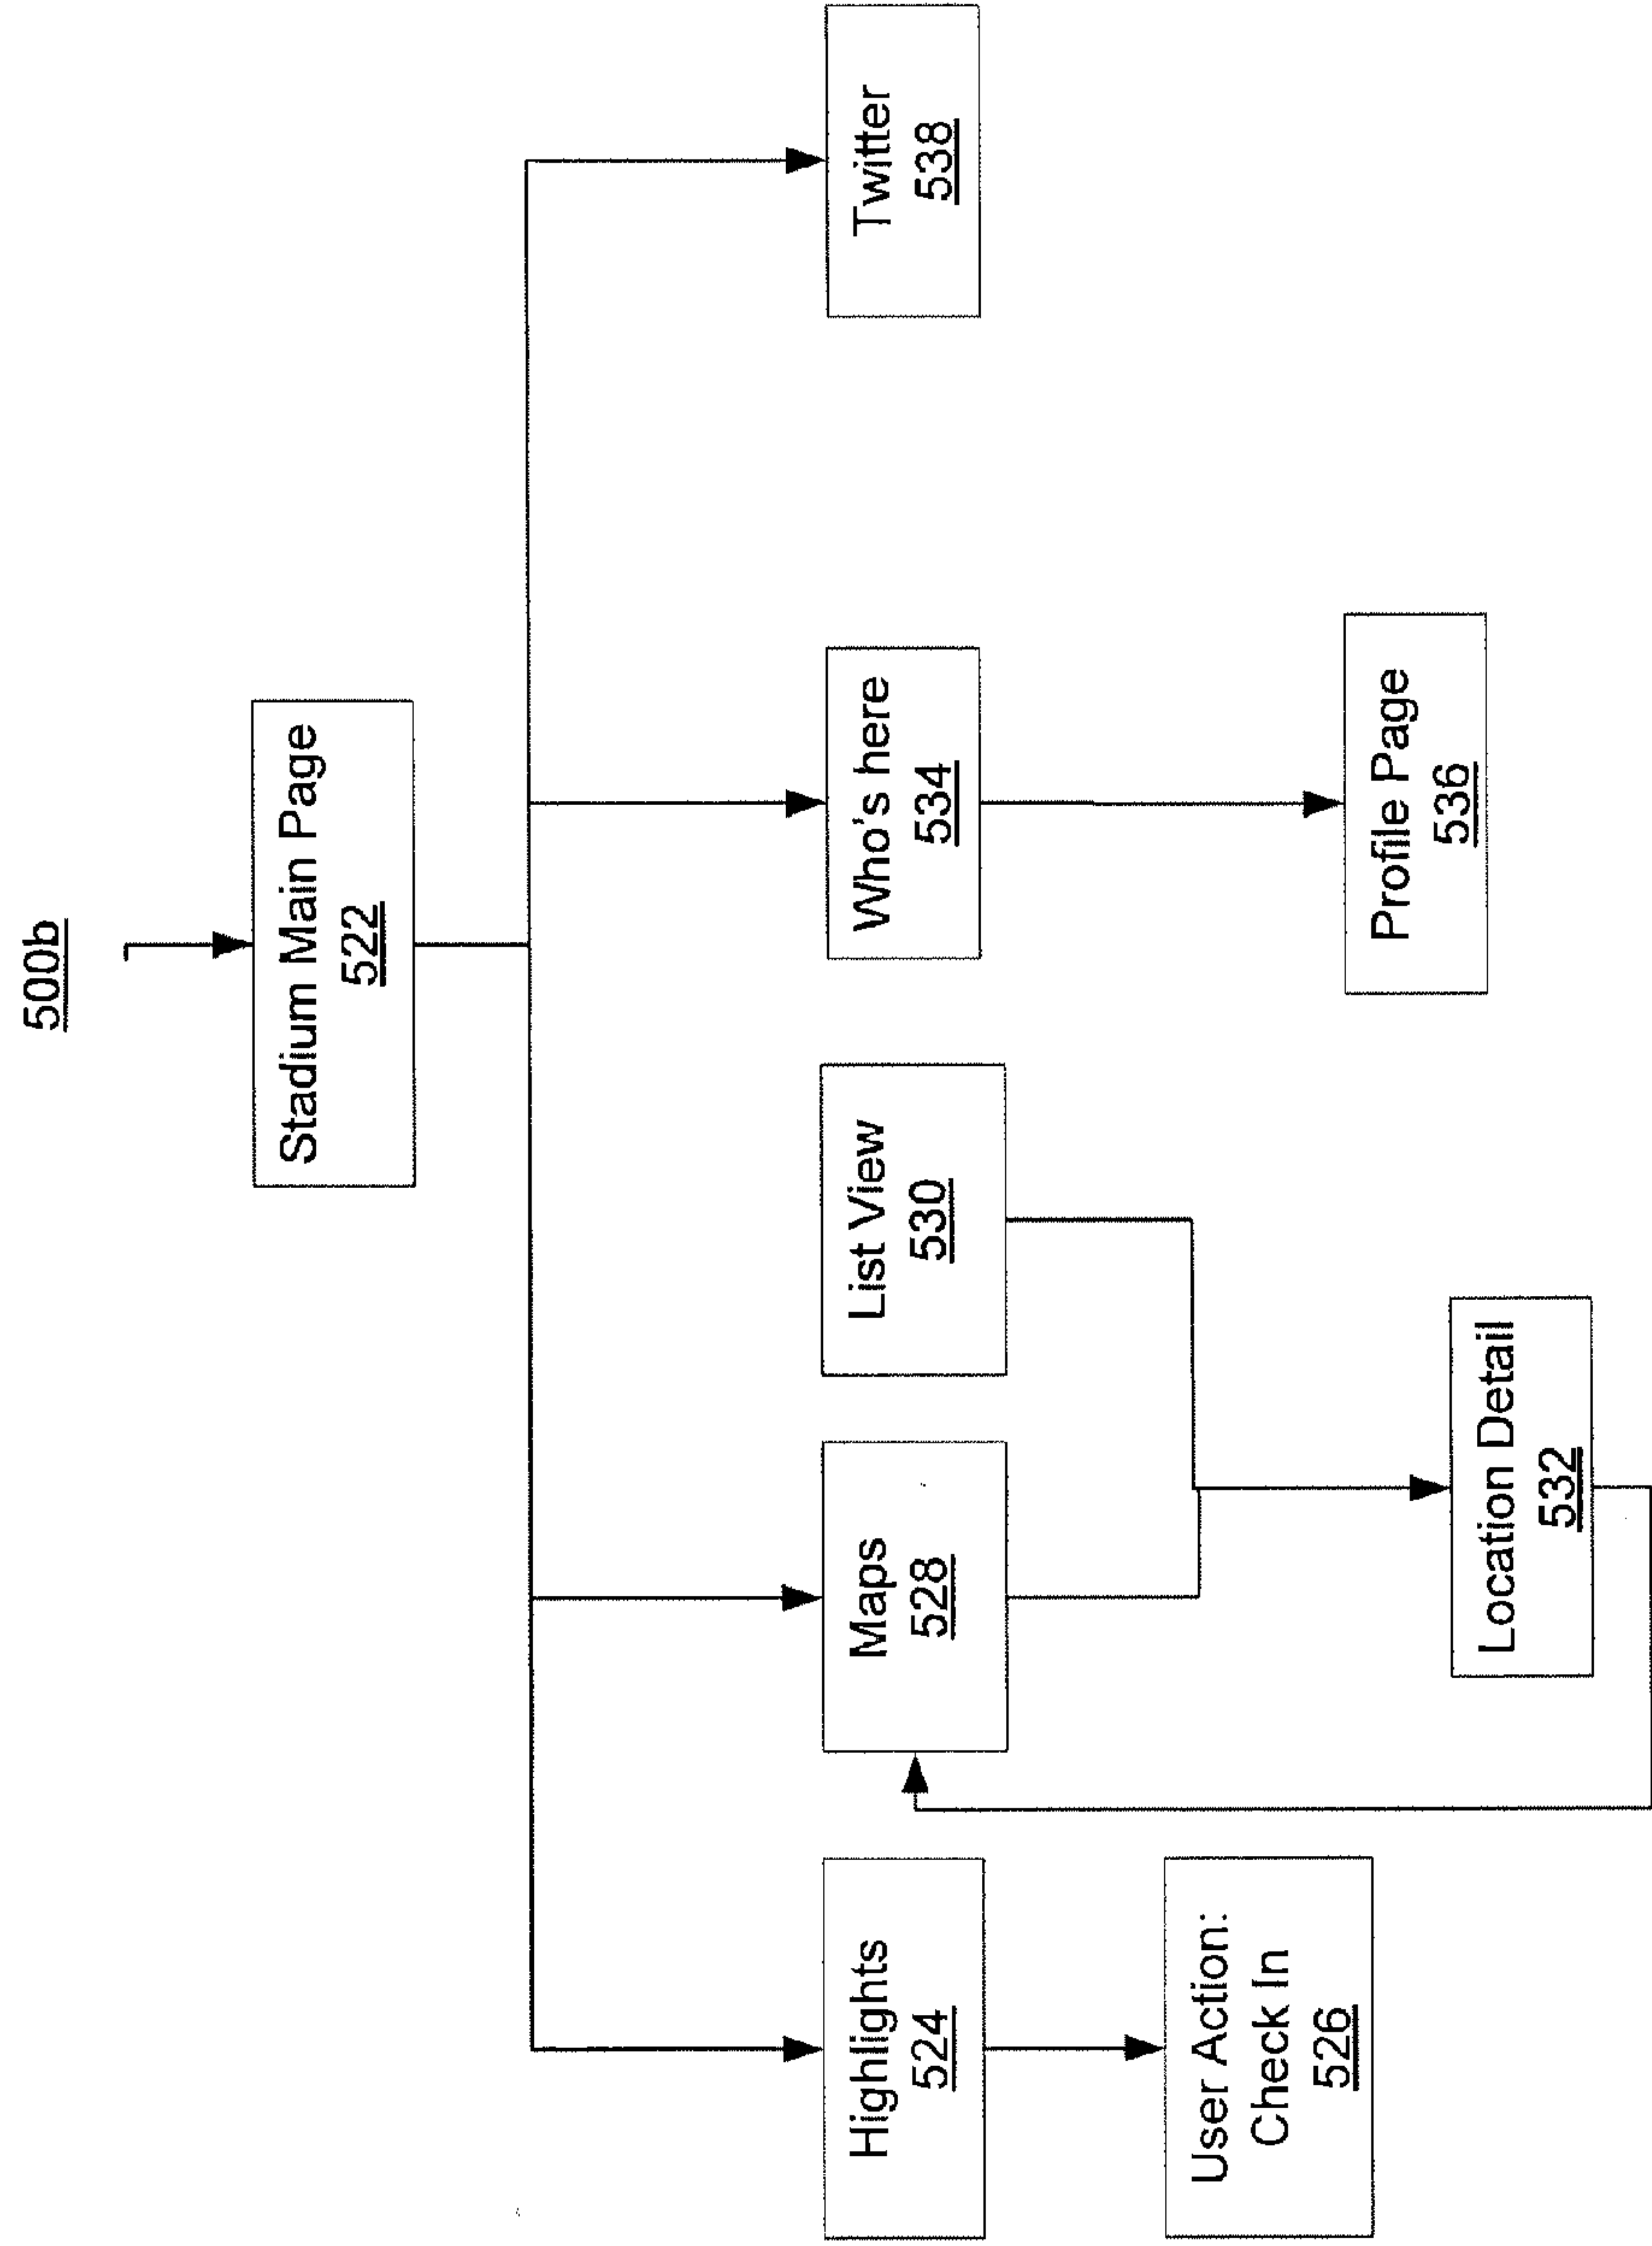 500b
Stadium Main Page
522
Highlights
524
Maps
528
List View
530
Who's here
534
Twitter
538
User Action:
Check In
526
Location Detail
532
Profile Page
536